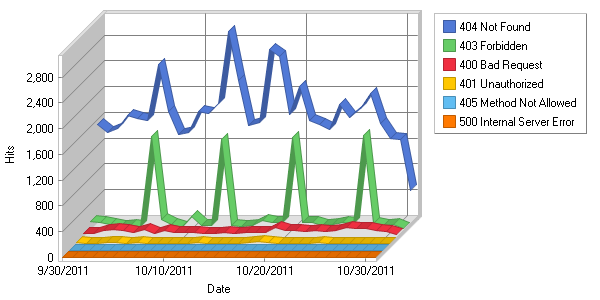 404 Not Found
403 Forbidden
400 Bad Request
401 Unauthorized
405 Method Not Allowed
500 Internal Server Error
Hits
2,800
2,400
2,000
1,600
1,200
800
400
0
9/30/2011 10/10/2011 10/20/2011 10/30/2011
Date